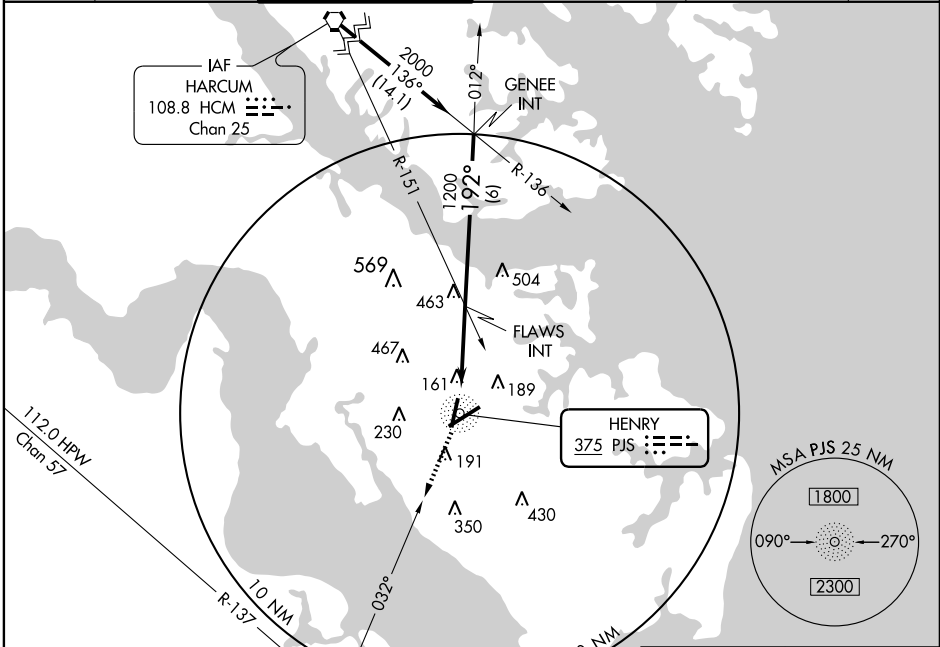 IAF
HARCUM
108.8 HCM
Chan 25
2000
136°
(14.1)
012°
GENEE
INT
R-151
1200
192°
(6)
R-136
569
463
504
FLAWS
INT
467
161
189
230
HENRY
375 PJS
191
350
430
112.0 HPW
Chan 57
R-137
10 NM
032°
NM
MSA PJS 25 NM
1800
090°
270°
2300